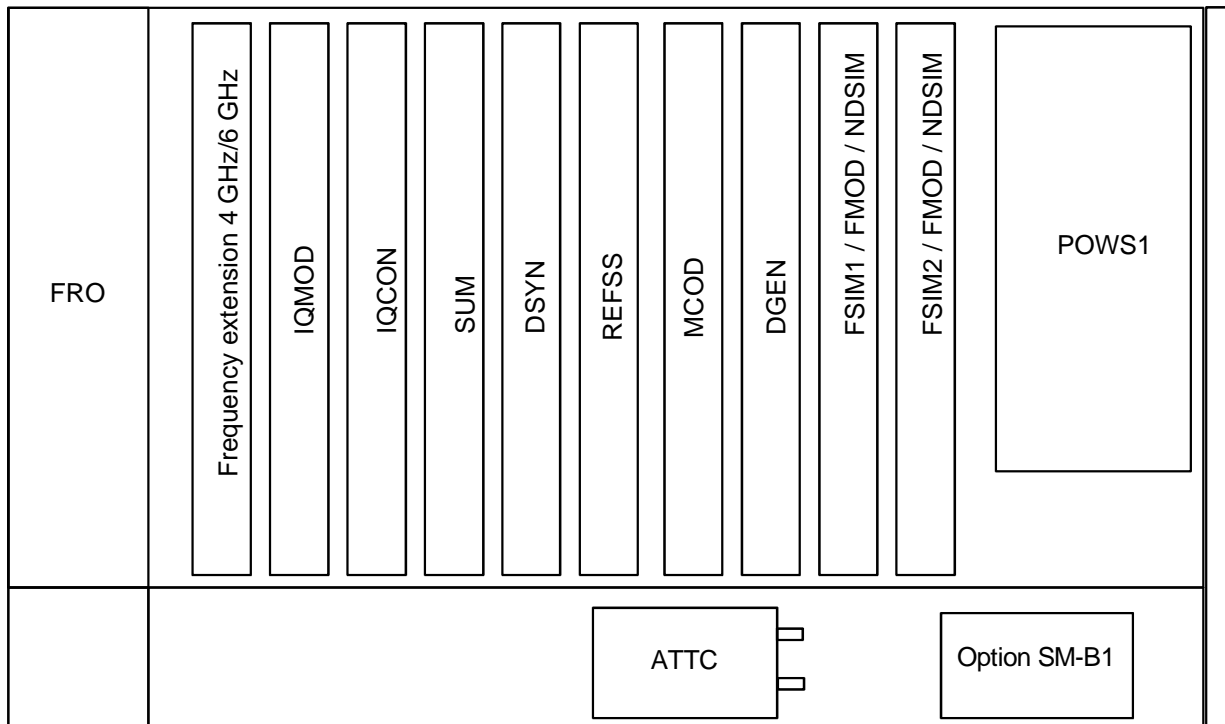 FRO
Frequency extension 4 GHz/6 GHz
IQMOD
IQCON
SUM
DSYN
REFSS
MCOD
DGEN
FSIM1 / FMOD / NDSIM
FSIM2 / FMOD / NDSIM
POWS1
ATTC
Option SM-B1